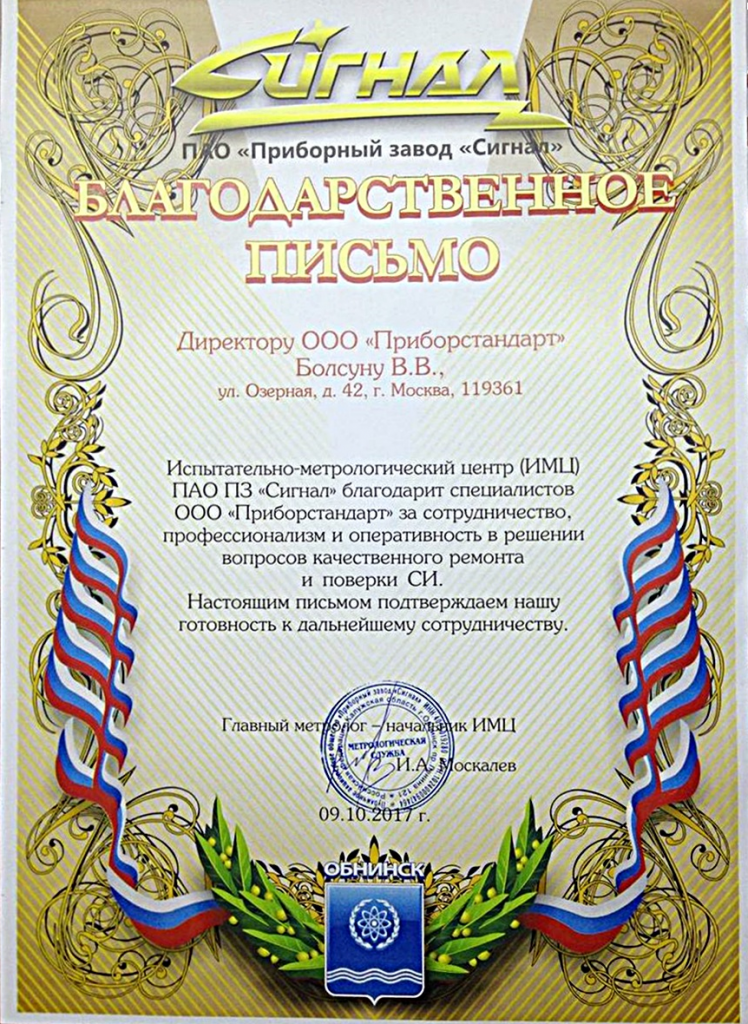 Сигнал
ПАО «Приборный завод «Сигнал»
БЛАГОДАРСТВЕННОЕ
ПИСЬМО
Директору ООО «Приборстандарт»
Болсуну В.В.,
ул. Озерная, д. 42, г. Москва, 119361
Испытательно-метрологический центр (ИМЦ)
ПАО ПЗ «Сигнал» благодарит специалистов
ООО «Приборстандарт» за сотрудничество,
профессионализм и оперативность в решении
вопросов качественного ремонта
и поверки СИ.
Настоящим письмом подтверждаем нашу
готовность к дальнейшему сотрудничеству.
Главный метролог – начальник ИМЦ
МЕТРОЛОГИЧЕСКАЯ
СЛУЖБА
И.А. Москалев
09.10.2017 г.
ОБНИНСК